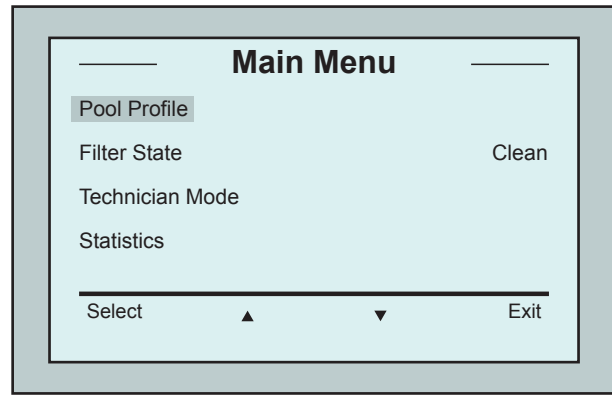 Main Menu
Pool Profile
Filter State Clean
Technician Mode
Statistics
Select ▲ ▼ Exit